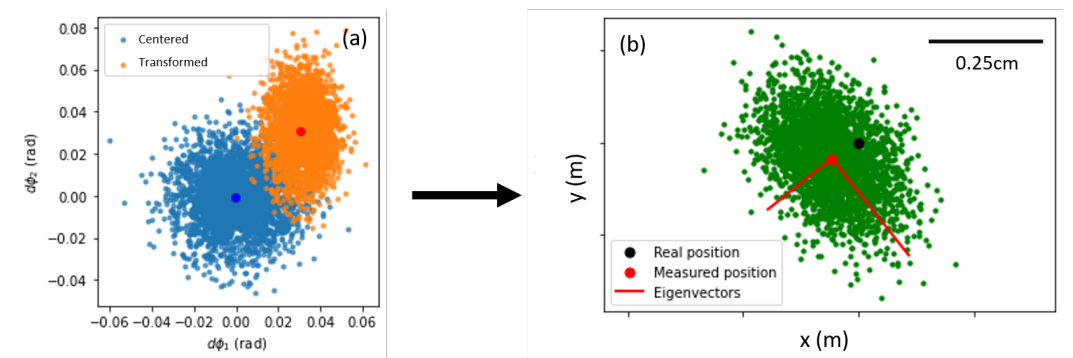 (a)
Centered
Transformed
0.08
0.06
0.04
0.02
0.00
−0.02
−0.04
dϕ₂ (rad)
−0.06 −0.04 −0.02 0.00 0.02 0.04 0.06
dϕ₁ (rad)
(b)
0.25cm
y (m)
Real position
Measured position
Eigenvectors
x (m)